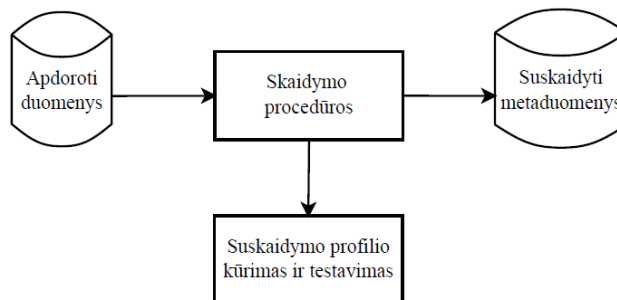 Apdoroti
duomenys
Skaidymo
procedūros
Suskaidyti
metaduomenys
Suskaidymo profilio
kūrimas ir testavimas